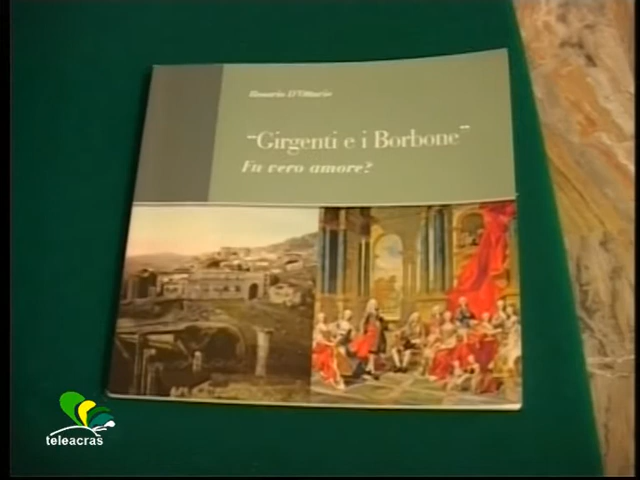 Rosario D'Ottavio
"Girgenti e i Borbone"
Fu vero amore?
teleacras